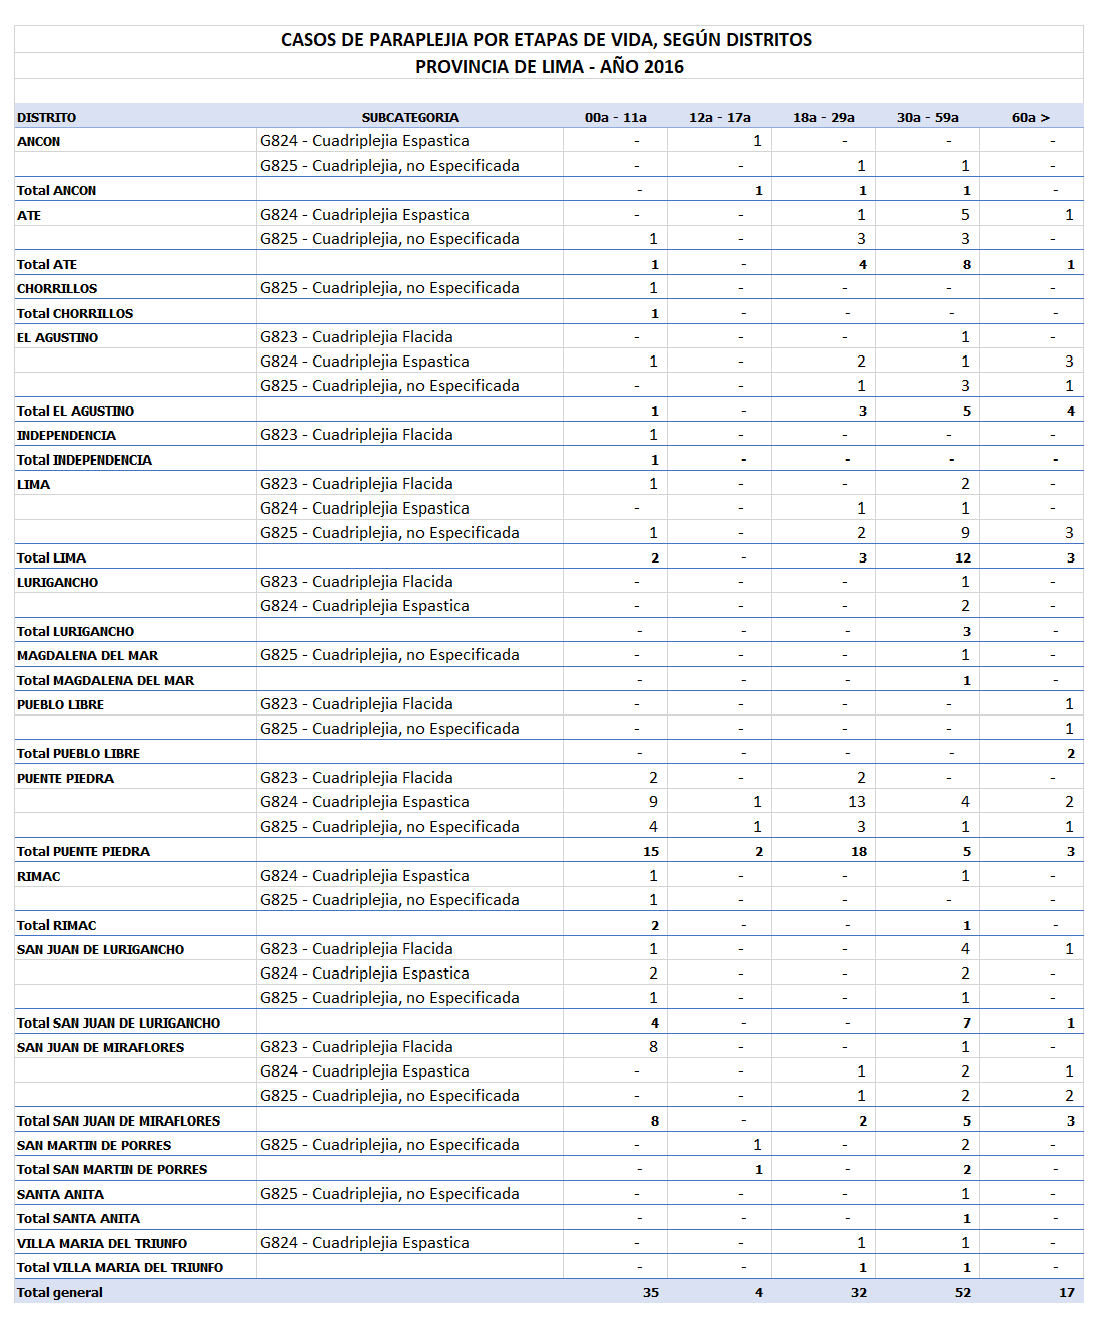 CASOS DE PARAPLEJIA POR ETAPAS DE VIDA, SEGÚN DISTRITOS
PROVINCIA DE LIMA - AÑO 2016
DISTRITO SUBCATEGORIA 00a - 11a 12a - 17a 18a - 29a 30a - 59a 60a >
ANCON G824 - Cuadriplejia Espastica - 1 - - -
G825 - Cuadriplejia, no Especificada - - 1 1 -
Total ANCON - 1 1 1 -
ATE G824 - Cuadriplejia Espastica - - 1 5 1
G825 - Cuadriplejia, no Especificada 1 - 3 3 -
Total ATE 1 - 4 8 1
CHORRILLOS G825 - Cuadriplejia, no Especificada 1 - - - -
Total CHORRILLOS 1 - - - -
EL AGUSTINO G823 - Cuadriplejia Flacida - - - 1 -
G824 - Cuadriplejia Espastica 1 - 2 1 3
G825 - Cuadriplejia, no Especificada - - 1 3 1
Total EL AGUSTINO 1 - 3 5 4
INDEPENDENCIA G823 - Cuadriplejia Flacida 1 - - - -
Total INDEPENDENCIA 1 - - - -
LIMA G823 - Cuadriplejia Flacida 1 - - 2 -
G824 - Cuadriplejia Espastica - - 1 1 -
G825 - Cuadriplejia, no Especificada 1 - 2 9 3
Total LIMA 2 - 3 12 3
LURIGANCHO G823 - Cuadriplejia Flacida - - - 1 -
G824 - Cuadriplejia Espastica - - - 2 -
Total LURIGANCHO - - - 3 -
MAGDALENA DEL MAR G825 - Cuadriplejia, no Especificada - - - 1 -
Total MAGDALENA DEL MAR - - - 1 -
PUEBLO LIBRE G823 - Cuadriplejia Flacida - - - - 1
G825 - Cuadriplejia, no Especificada - - - - 1
Total PUEBLO LIBRE - - - - 2
PUENTE PIEDRA G823 - Cuadriplejia Flacida 2 - 2 - -
G824 - Cuadriplejia Espastica 9 1 13 4 2
G825 - Cuadriplejia, no Especificada 4 1 3 1 1
Total PUENTE PIEDRA 15 2 18 5 3
RIMAC G824 - Cuadriplejia Espastica 1 - - 1 -
G825 - Cuadriplejia, no Especificada 1 - - - -
Total RIMAC 2 - - 1 -
SAN JUAN DE LURIGANCHO G823 - Cuadriplejia Flacida 1 - - 4 1
G824 - Cuadriplejia Espastica 2 - - 2 -
G825 - Cuadriplejia, no Especificada 1 - - 1 -
Total SAN JUAN DE LURIGANCHO 4 - - 7 1
SAN JUAN DE MIRAFLORES G823 - Cuadriplejia Flacida 8 - - 1 -
G824 - Cuadriplejia Espastica - - 1 2 1
G825 - Cuadriplejia, no Especificada - - 1 2 2
Total SAN JUAN DE MIRAFLORES 8 - 2 5 3
SAN MARTIN DE PORRES G825 - Cuadriplejia, no Especificada - 1 - 2 -
Total SAN MARTIN DE PORRES - 1 - 2 -
SANTA ANITA G825 - Cuadriplejia, no Especificada - - - 1 -
Total SANTA ANITA - - - 1 -
VILLA MARIA DEL TRIUNFO G824 - Cuadriplejia Espastica - - 1 1 -
Total VILLA MARIA DEL TRIUNFO - - 1 1 -
Total general 35 4 32 52 17